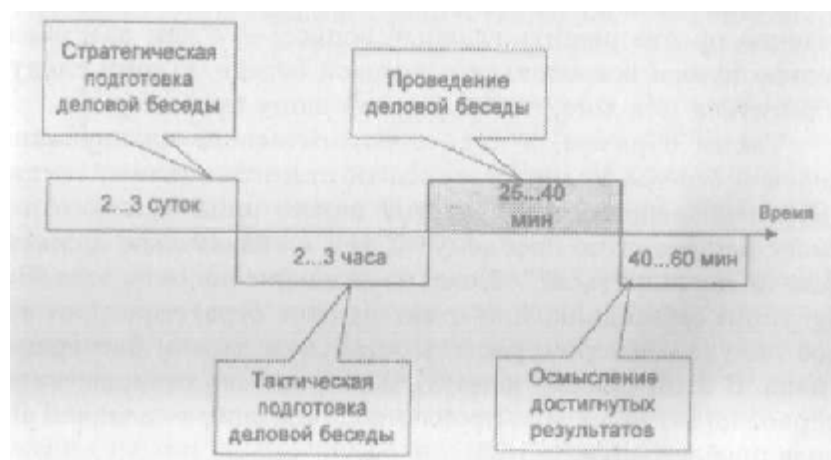 Стратегическая
подготовка
деловой беседы
Проведение
деловой беседы
2...3 суток
25...40
мин
Время
2...3 часа
40...60 мин
Тактическая
подготовка
деловой беседы
Осмысление
достигнутых
результатов